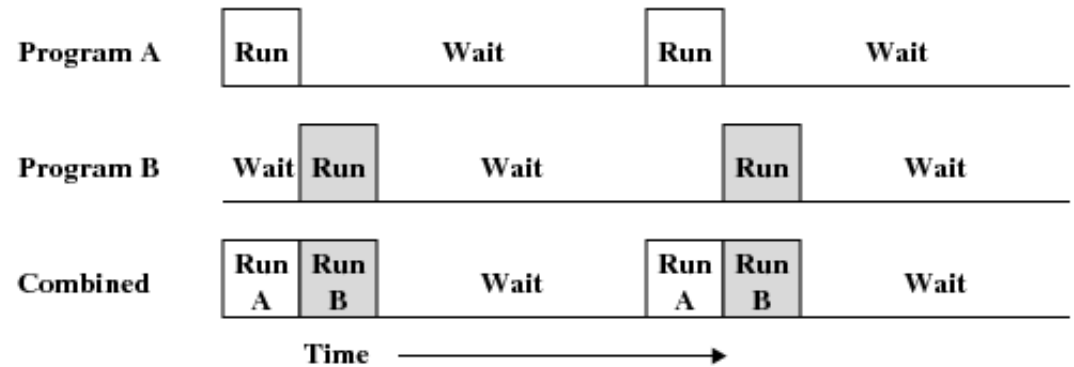 Program A Run Wait Run Wait
Program B Wait Run Wait Run Wait
Combined Run A Run B Wait Run A Run B Wait
Time